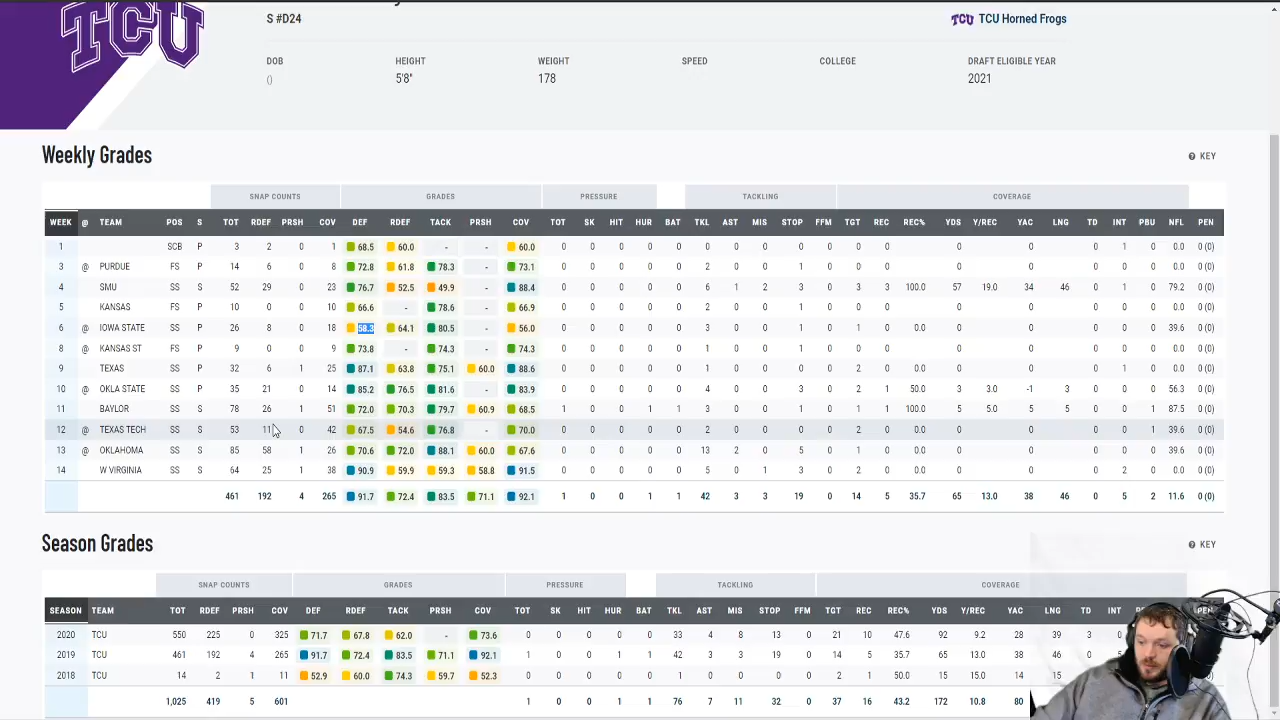 TCU
S #D24
TCU TCU Horned Frogs
DOB HEIGHT WEIGHT SPEED COLLEGE DRAFT ELIGIBLE YEAR
() 5'8" 178 2021
Weekly Grades
KEY
SNAP COUNTS GRADES PRESSURE TACKLING COVERAGE
WEEK @ TEAM POS S TOT RDEF PRSH COV DEF RDEF TACK PRSH COV TOT SK HIT HUR BAT TKL AST MIS STOP FFM TGT REC REC% YDS Y/REC YAC LNG TD INT PBU NFL PEN
1 SCB P 3 2 0 1 68.5 60.0 - - 60.0 0 0 0 0 0 0 0 0 0 0 0 0 0 0 0 1 0 0.0 0 (0)
3 @ PURDUE FS P 14 6 0 8 72.8 61.8 78.3 - 73.1 0 0 0 0 0 2 0 0 1 0 0 0 0 0 0 0 0 0.0 0 (0)
4 SMU SS P 52 29 0 23 76.7 52.5 49.9 - 88.4 0 0 0 0 0 6 1 2 3 0 3 3 100.0 57 19.0 34 46 0 1 0 79.2 0 (0)
5 KANSAS FS P 10 0 0 10 66.6 - 78.6 - 66.9 0 0 0 0 0 2 0 0 1 0 0 0 0 0 0 0 0 0.0 0 (0)
6 @ IOWA STATE SS P 26 8 0 18 58.3 64.1 80.5 - 56.0 0 0 0 0 0 3 0 0 1 0 1 0 0.0 0 0 0 0 0 39.6 0 (0)
8 @ KANSAS ST FS P 9 0 0 9 73.8 - 74.3 - 74.3 0 0 0 0 0 1 0 0 1 0 0 0 0 0 0 0 0 0.0 0 (0)
9 TEXAS SS P 32 6 1 25 87.1 63.8 75.1 60.0 88.6 0 0 0 0 0 1 0 0 0 0 2 0 0.0 0 0 0 1 0 0.0 0 (0)
10 @ OKLA STATE SS P 35 21 0 14 85.2 76.5 81.6 - 83.9 0 0 0 0 0 4 0 0 3 0 2 1 50.0 3 3.0 -1 3 0 0 0 56.3 0 (0)
11 BAYLOR SS S 78 26 1 51 72.0 70.3 79.7 60.9 68.5 1 0 0 1 1 3 0 0 1 0 1 1 100.0 5 5.0 5 5 0 0 1 87.5 0 (0)
12 @ TEXAS TECH SS S 53 11 0 42 67.5 54.6 76.8 - 70.0 0 0 0 0 0 2 0 0 0 0 2 0 0.0 0 0 0 0 1 39.6 0 (0)
13 @ OKLAHOMA SS S 85 58 1 26 70.6 72.0 88.1 60.0 67.6 0 0 0 0 0 13 2 0 5 0 1 0 0.0 0 0 0 0 0 39.6 0 (0)
14 W VIRGINIA SS S 64 25 1 38 90.9 59.9 59.3 58.8 91.5 0 0 0 0 0 5 0 1 3 0 2 0 0.0 0 0 0 2 0 0.0 0 (0)
461 192 4 265 91.7 72.4 83.5 71.1 92.1 1 0 0 1 1 42 3 3 19 0 14 5 35.7 65 13.0 38 46 0 5 2 11.6 0 (0)
Season Grades
KEY
SNAP COUNTS GRADES PRESSURE TACKLING COVERAGE
SEASON TEAM TOT RDEF PRSH COV DEF RDEF TACK PRSH COV TOT SK HIT HUR BAT TKL AST MIS STOP FFM TGT REC REC% YDS Y/REC YAC LNG TD INT PEN
2020 TCU 550 225 0 325 71.7 67.8 62.0 - 73.6 0 0 0 0 0 33 4 8 13 0 21 10 47.6 92 9.2 28 39 3
2019 TCU 461 192 4 265 91.7 72.4 83.5 71.1 92.1 1 0 0 1 1 42 3 3 19 0 14 5 35.7 65 13.0 38 46 0
2018 TCU 14 2 1 11 52.9 60.0 59. 52.3 0 0 0 0 0 1 0 0 0 0 2 1 50.0 15 15.0 14 15
1,025 419 5 601 1 0 0 1 1 76 7 11 32 0 37 16 43.2 172 10.8 80